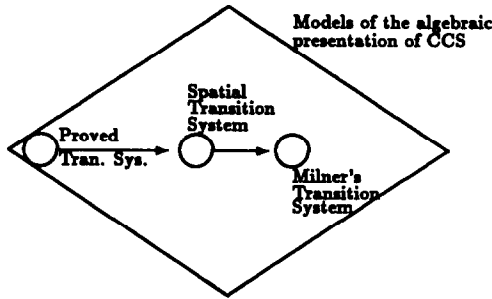 Models of the algebraic
presentation of CCS
Spatial
Transition
System
Proved
Tran. Sys.
Milner's
Transition
System